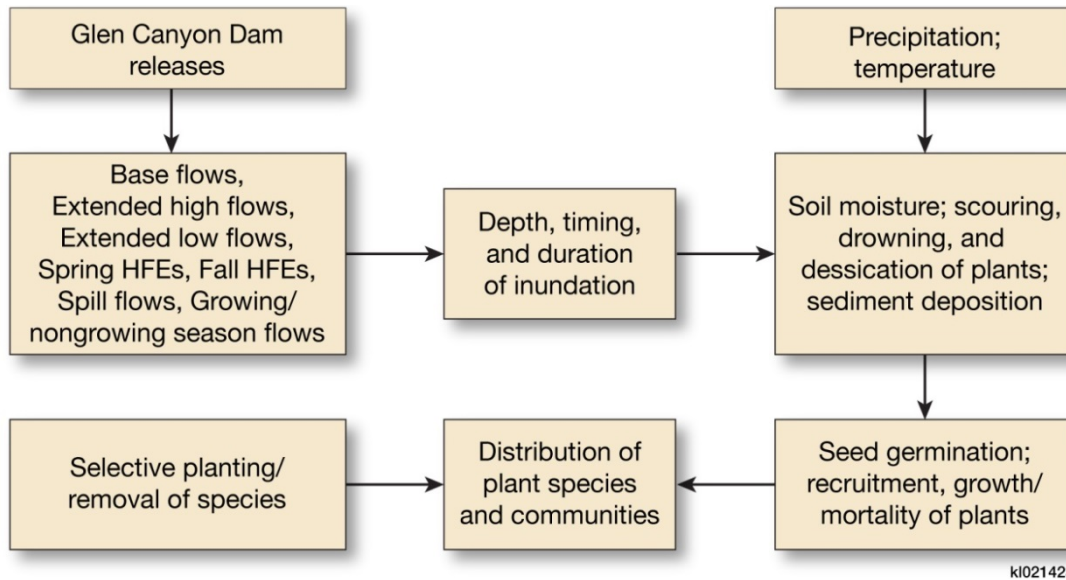 Glen Canyon Dam
releases
Precipitation;
temperature
Base flows,
Extended high flows,
Extended low flows,
Spring HFEs, Fall HFEs,
Spill flows, Growing/
nongrowing season flows
Depth, timing,
and duration
of inundation
Soil moisture; scouring,
drowning, and
dessication of plants;
sediment deposition
Selective planting/
removal of species
Distribution of
plant species
and communities
Seed germination;
recruitment, growth/
mortality of plants
kl02142